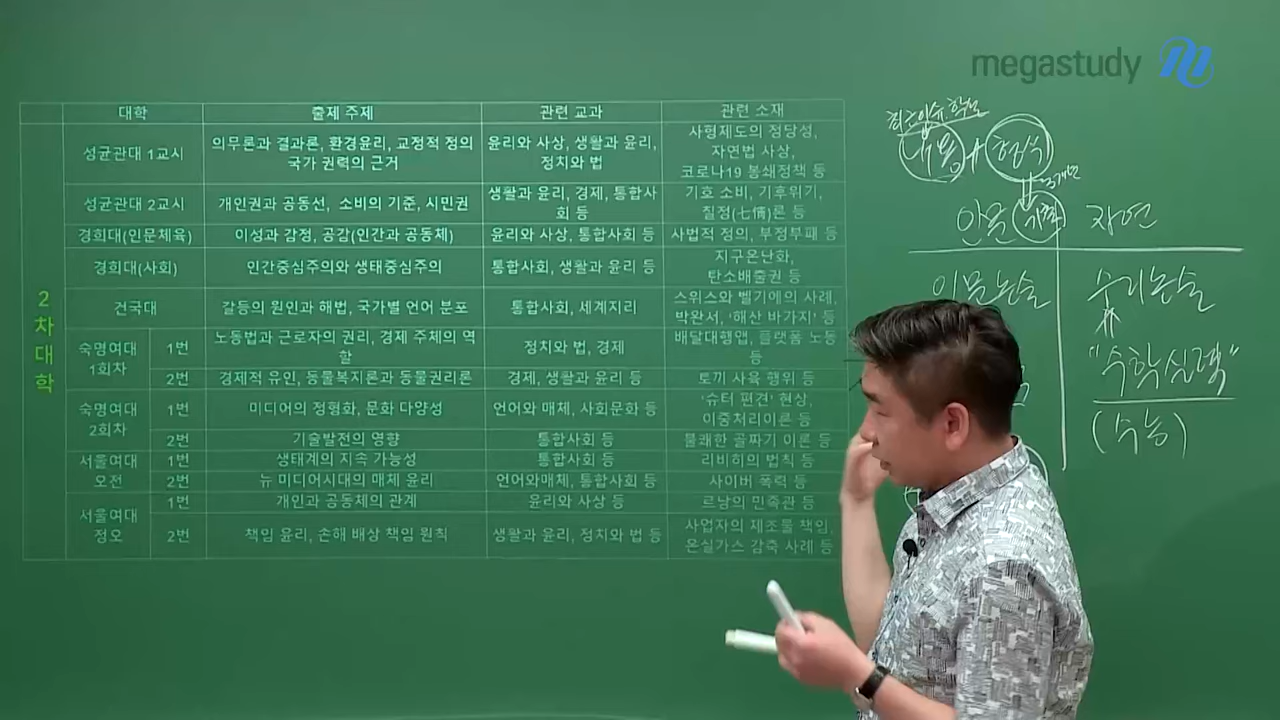 megastudy
대학 출제 주제 관련 교과 관련 소재
2차대학
성균관대 1교시 의무론과 결과론, 환경윤리, 교정적 정의 국가 권력의 근거 윤리와 사상, 생활과 윤리, 정치와 법 사형제도의 정당성, 자연법 사상, 코로나19 봉쇄정책 등
성균관대 2교시 개인권과 공동선, 소비의 기준, 시민권 생활과 윤리, 경제, 통합사회 등 기호 소비, 기후위기, 칠정(七情)론 등
경희대(인문체육) 이성과 감정, 공감(인간과 공동체) 윤리와 사상, 통합사회 등 사법적 정의, 부정부패 등
경희대(사회) 인간중심주의와 생태중심주의 통합사회, 생활과 윤리 등 지구온난화, 탄소배출권 등
건국대 갈등의 원인과 해법, 국가별 언어 분포 통합사회, 세계지리 스위스와 벨기에의 사례, 박완서, '해산 바가지' 등
숙명여대 1회차 1번 노동법과 근로자의 권리, 경제 주체의 역할 정치와 법, 경제 배달대행앱, 플랫폼 노동 등
2번 경제적 유인, 동물복지론과 동물권리론 경제, 생활과 윤리 등 토끼 사육 행위 등
숙명여대 2회차 1번 미디어의 정형화, 문화 다양성 언어와 매체, 사회문화 등 '슈터 편견' 현상, 이중처리이론 등
2번 기술발전의 영향 통합사회 등 불쾌한 골짜기 이론 등
서울여대 오전 1번 생태계의 지속 가능성 통합사회 등 리비히의 법칙 등
2번 뉴 미디어시대의 매체 윤리 언어와매체, 통합사회 등 사이버 폭력 등
서울여대 정오 1번 개인과 공동체의 관계 윤리와 사상 등 르낭의 민족관 등
2번 책임 윤리, 손해 배상 책임 원칙 생활과 윤리, 정치와 법 등 사업자의 제조물 책임, 온실가스 감축 사례 등
내용 + 형식
인문 자연
인문논술 수리논술
"수학실력"
(수능)